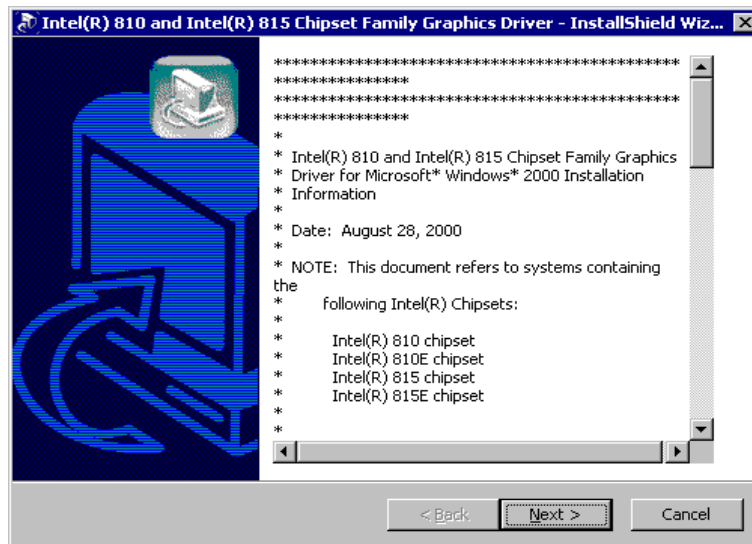 Intel(R) 810 and Intel(R) 815 Chipset Family Graphics Driver - InstallShield Wiz...
*********************************************
***************
*********************************************
***************
*
* Intel(R) 810 and Intel(R) 815 Chipset Family Graphics
* Driver for Microsoft* Windows* 2000 Installation
* Information
*
* Date: August 28, 2000
*
* NOTE: This document refers to systems containing
the
* following Intel(R) Chipsets:
*
* Intel(R) 810 chipset
* Intel(R) 810E chipset
* Intel(R) 815 chipset
* Intel(R) 815E chipset
*
*
< Back Next > Cancel